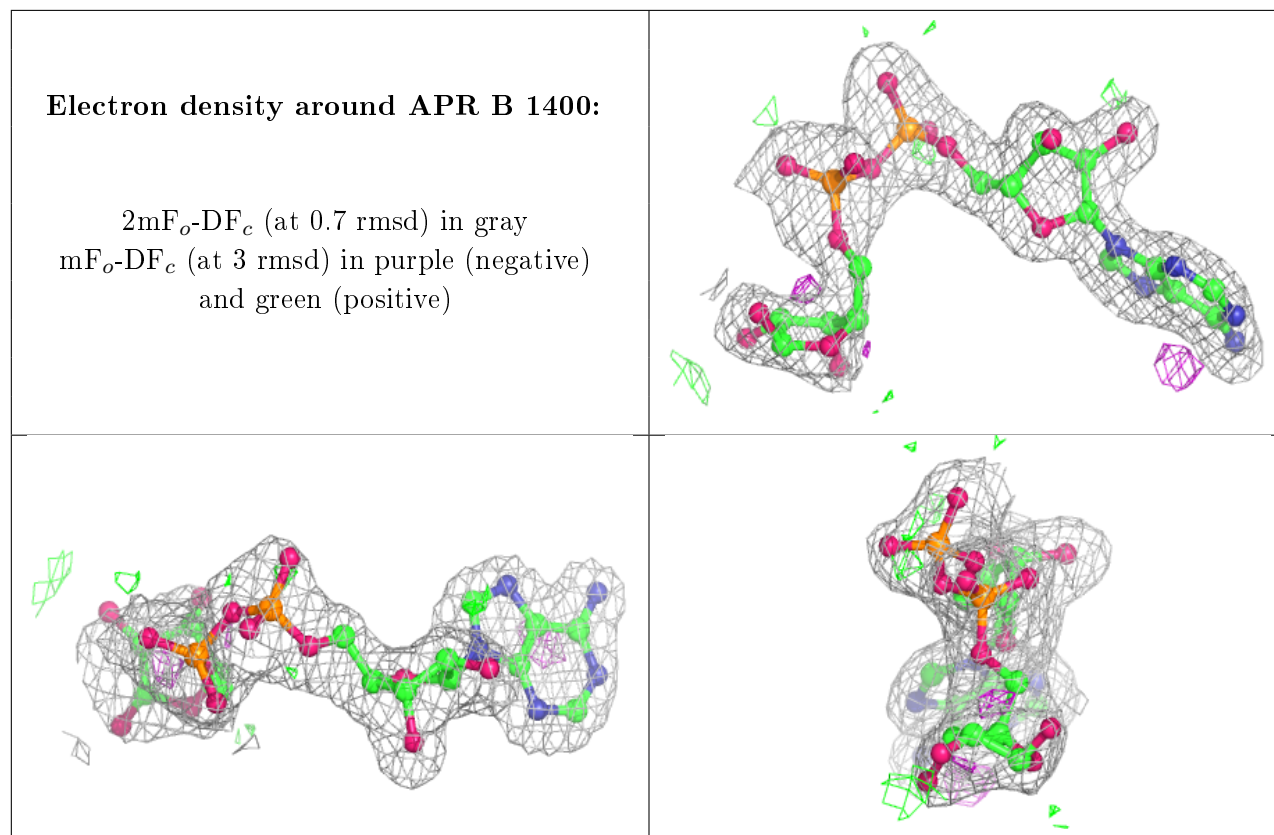 Electron density around APR B 1400:
2mFo-DFc (at 0.7 rmsd) in gray
mFo-DFc (at 3 rmsd) in purple (negative)
and green (positive)